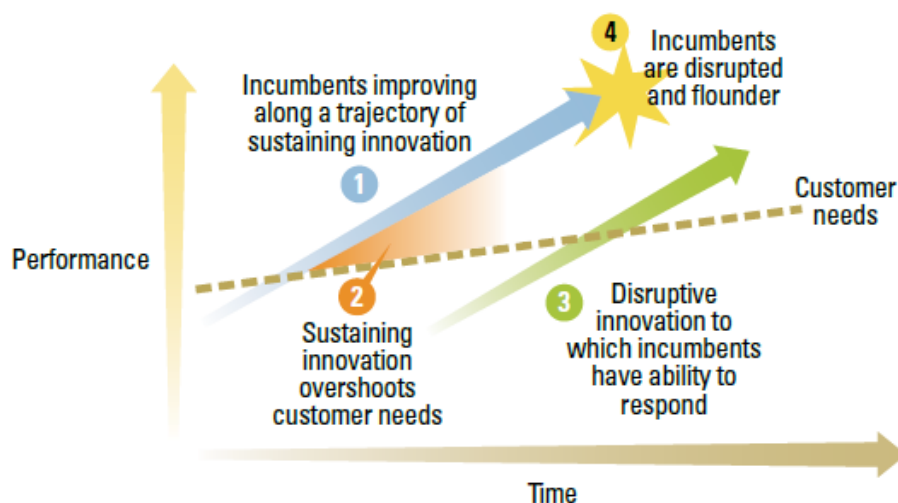 4
Incumbents
are disrupted
and flounder
Incumbents improving
along a trajectory of
sustaining innovation
1
Customer
needs
Performance
2
Sustaining
innovation
overshoots
customer needs
3
Disruptive
innovation to
which incumbents
have ability to
respond
Time